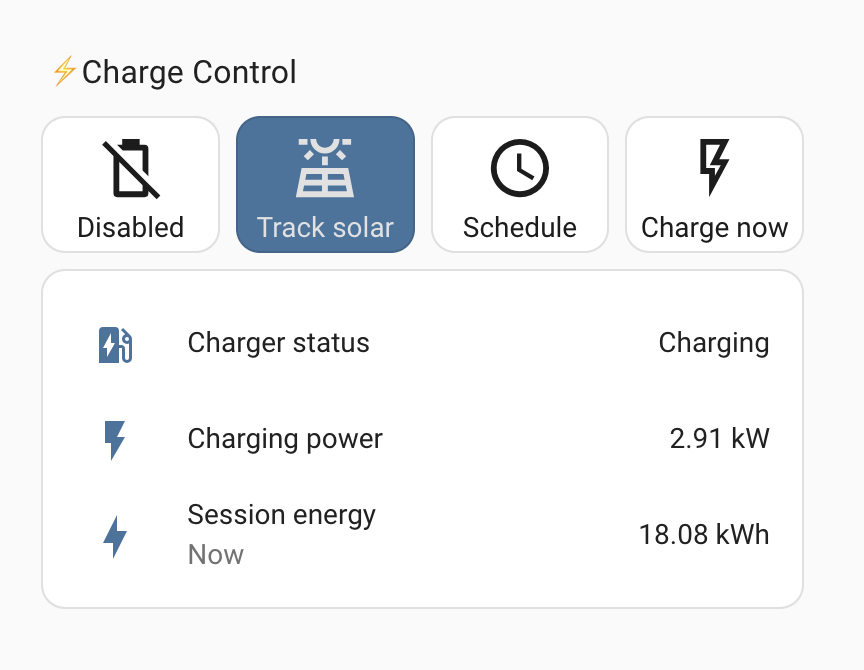 ⚡Charge Control
Disabled
Track solar
Schedule
Charge now
Charger status
Charging
Charging power
2.91 kW
Session energy
18.08 kWh
Now